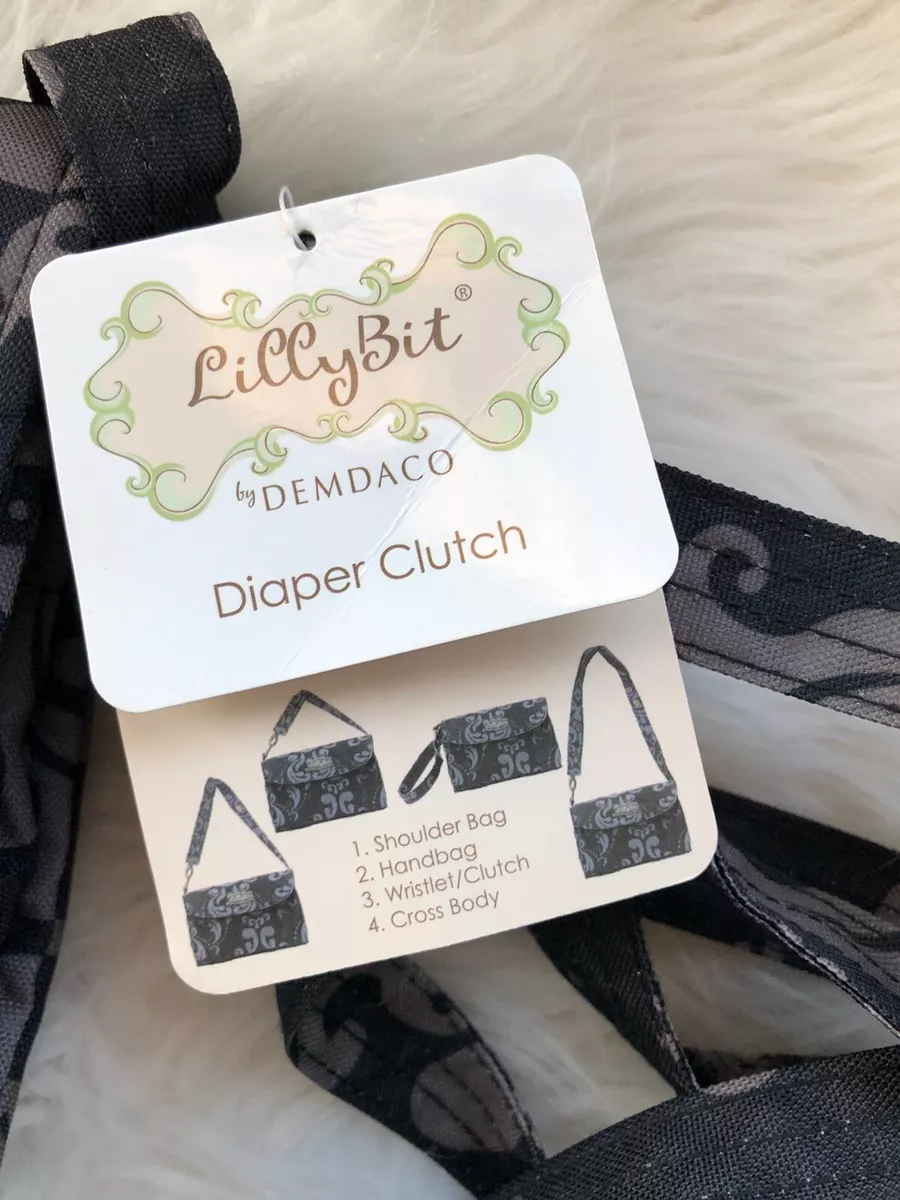 LillyBit®
by DEMDACO
Diaper Clutch
1. Shoulder Bag
2. Handbag
3. Wristlet/Clutch
4. Cross Body